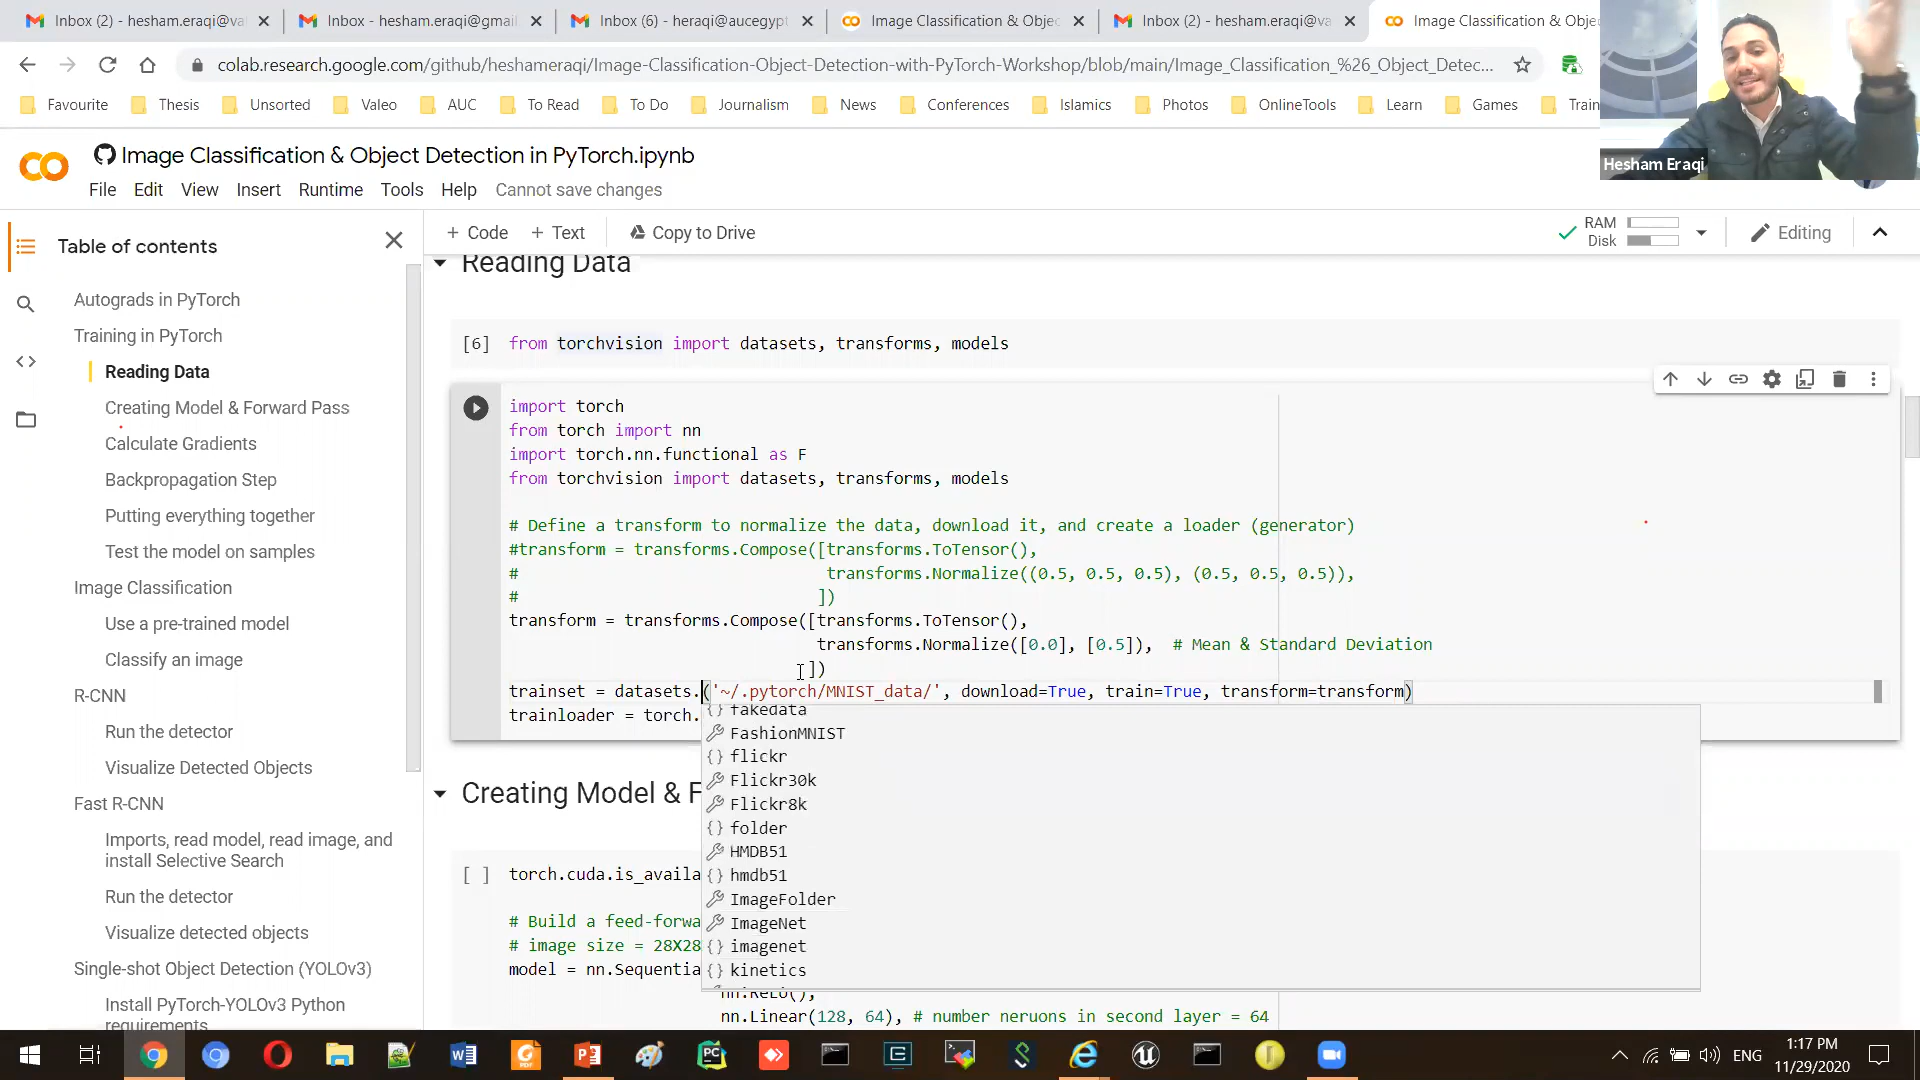 Inbox (2) - hesham.eraqi@va
Inbox - hesham.eraqi@gmail
Inbox (6) - heraqi@aucegypt
Image Classification & Objec
Inbox (2) - hesham.eraqi@va
Image Classification & Obje
colab.research.google.com/github/heshameraqi/Image-Classification-Object-Detection-with-PyTorch-Workshop/blob/main/Image_Classification_%26_Object_Detec...
Favourite Thesis Unsorted Valeo AUC To Read To Do Journalism News Conferences Islamics Photos OnlineTools Learn Games Train
Hesham Eraqi
Image Classification & Object Detection in PyTorch.ipynb
File Edit View Insert Runtime Tools Help Cannot save changes
Table of contents
Autograds in PyTorch
Training in PyTorch
Reading Data
Creating Model & Forward Pass
Calculate Gradients
Backpropagation Step
Putting everything together
Test the model on samples
Image Classification
Use a pre-trained model
Classify an image
R-CNN
Run the detector
Visualize Detected Objects
Fast R-CNN
Imports, read model, read image, and
install Selective Search
Run the detector
Visualize detected objects
Single-shot Object Detection (YOLOv3)
Install PyTorch-YOLOv3 Python
requirements
+ Code + Text Copy to Drive
RAM
Disk
Editing
Reading Data
[6] from torchvision import datasets, transforms, models
import torch
from torch import nn
import torch.nn.functional as F
from torchvision import datasets, transforms, models
# Define a transform to normalize the data, download it, and create a loader (generator)
#transform = transforms.Compose([transforms.ToTensor(),
# transforms.Normalize((0.5, 0.5, 0.5), (0.5, 0.5, 0.5)),
# ])
transform = transforms.Compose([transforms.ToTensor(),
transforms.Normalize([0.0], [0.5]), # Mean & Standard Deviation
])
trainset = datasets.('~/.pytorch/MNIST_data/', download=True, train=True, transform=transform)
trainloader = torch.
{} fakedata
FashionMNIST
{} flickr
Flickr30k
Flickr8k
{} folder
HMDB51
{} hmdb51
ImageFolder
ImageNet
{} imagenet
{} kinetics
Creating Model & F
[ ] torch.cuda.is_availa
# Build a feed-forwa
# image size = 28X28
model = nn.Sequentia
nn.ReLU(),
nn.Linear(128, 64), # number neruons in second layer = 64
ENG
1:17 PM
11/29/2020